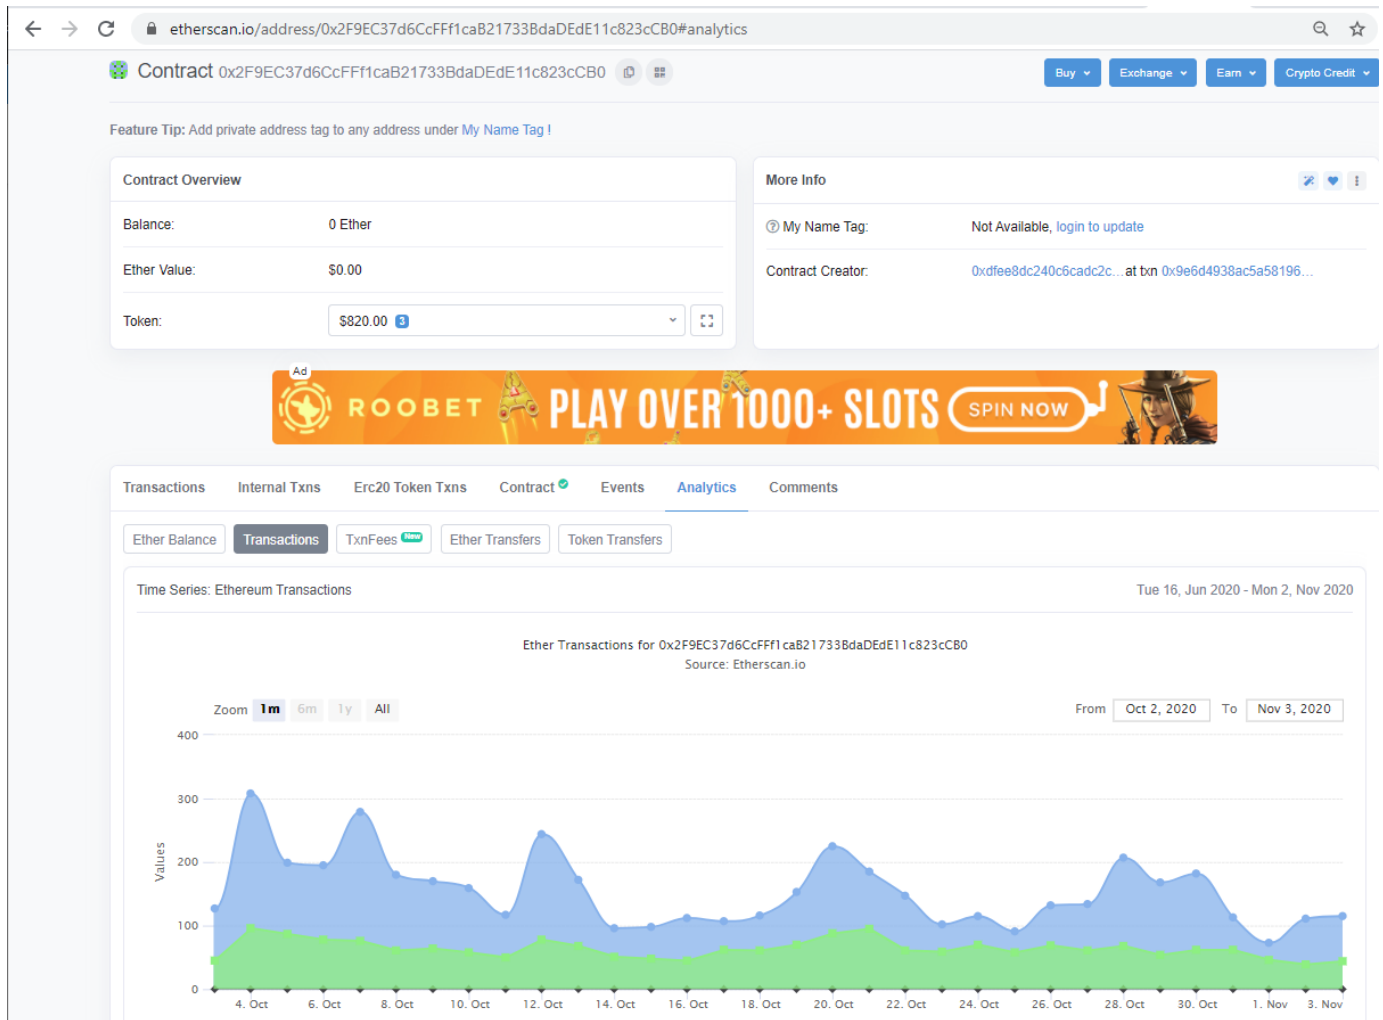 etherscan.io/address/0x2F9EC37d6CcFFf1caB21733BdaDEdE11c823cCB0#analytics
Contract 0x2F9EC37d6CcFFf1caB21733BdaDEdE11c823cCB0
Buy Exchange Earn Crypto Credit
Feature Tip: Add private address tag to any address under My Name Tag !
Contract Overview
Balance: 0 Ether
Ether Value: $0.00
Token: $820.00 3
More Info
My Name Tag: Not Available, login to update
Contract Creator: 0xdfee8dc240c6cadc2c... at txn 0x9e6d4938ac5a58196...
Ad
ROOBET PLAY OVER 1000+ SLOTS SPIN NOW
Transactions Internal Txns Erc20 Token Txns Contract Events Analytics Comments
Ether Balance Transactions TxnFees New Ether Transfers Token Transfers
Time Series: Ethereum Transactions Tue 16, Jun 2020 - Mon 2, Nov 2020
Ether Transactions for 0x2F9EC37d6CcFFf1caB21733BdaDEdE11c823cCB0
Source: Etherscan.io
Zoom 1m 6m 1y All From Oct 2, 2020 To Nov 3, 2020
400
300
200
100
0
Values
4. Oct 6. Oct 8. Oct 10. Oct 12. Oct 14. Oct 16. Oct 18. Oct 20. Oct 22. Oct 24. Oct 26. Oct 28. Oct 30. Oct 1. Nov 3. Nov